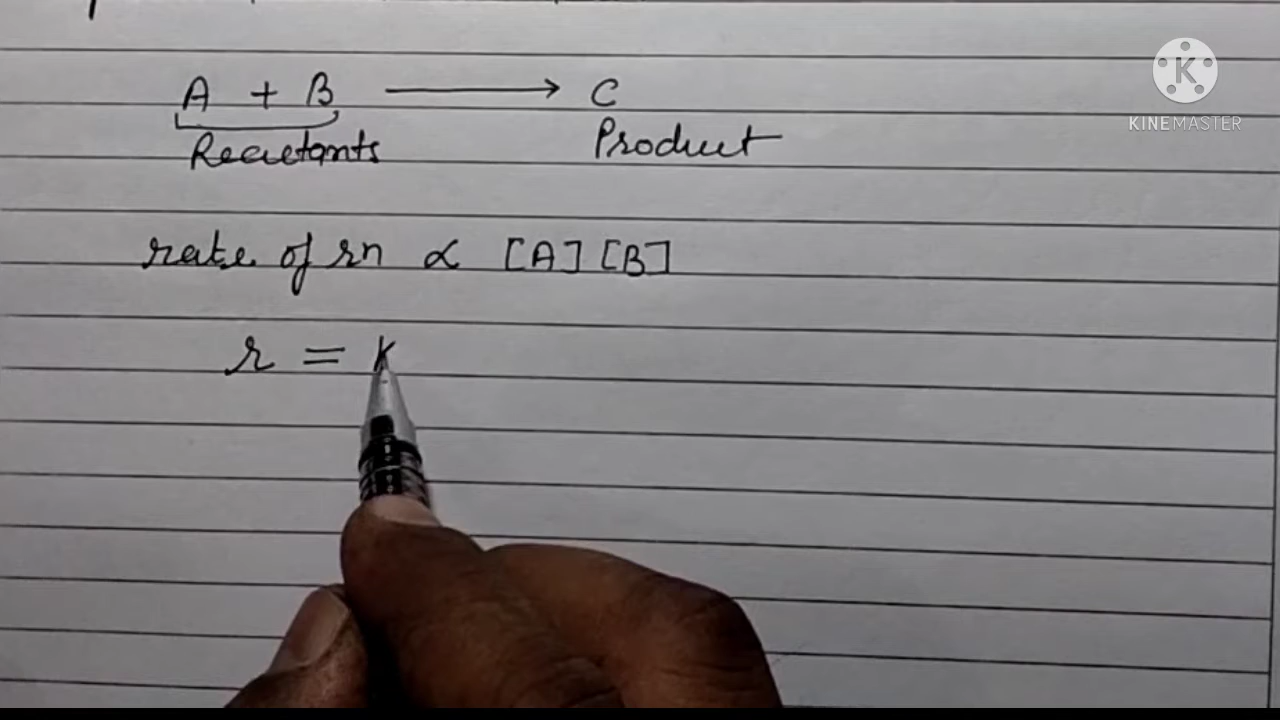 A + B ⟶ C
Reactants Product
rate of rn ∝ [A][B]
r = K
K
KINEMASTER